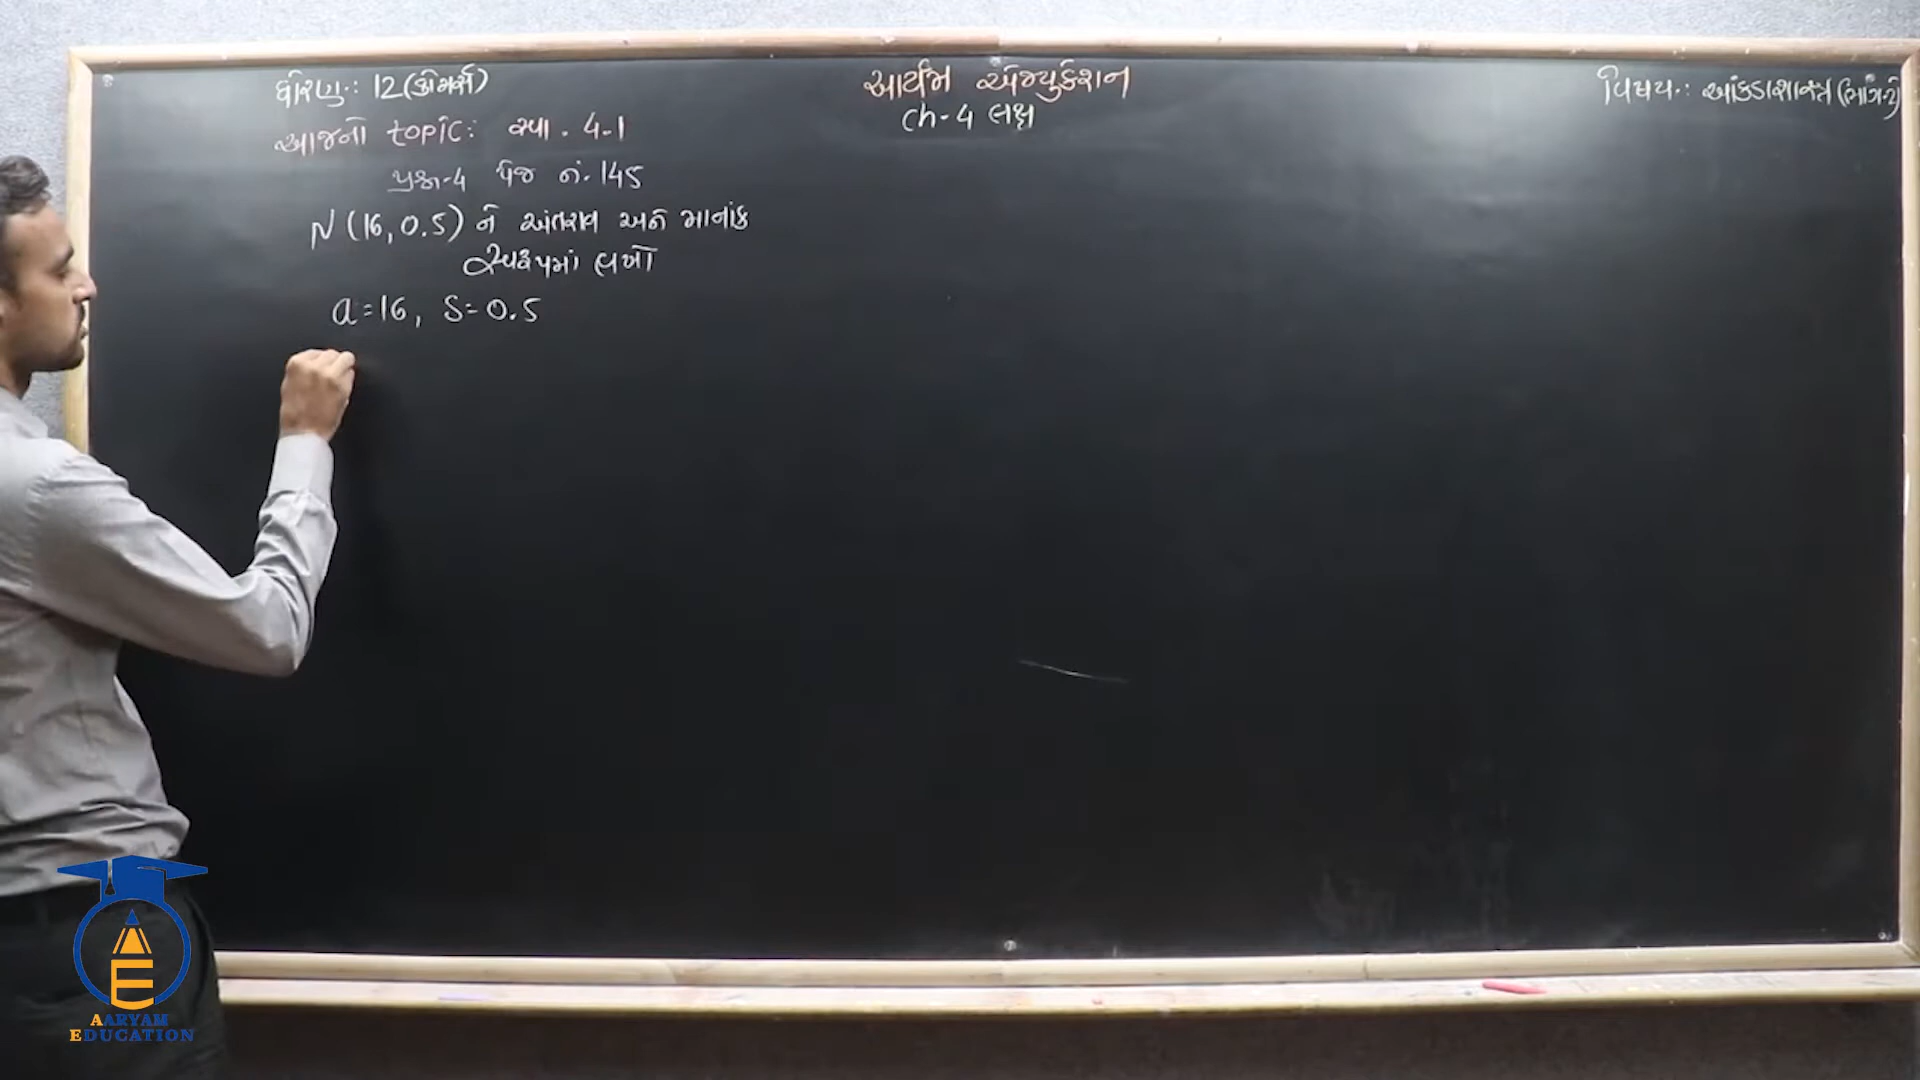 ધોરણ : 12 (કોમર્સ)
આર્યમ એજ્યુકેશન
વિષય : આંકડાશાસ્ત્ર (ભાગ-2)
Ch-4 લક્ષ
આજનો topic : સ્વા. 4.1
પ્રશ્ન-4 પેજ નં. 145
N (16, 0.5) ને અંતરાલ અને માનાંક
સ્વરૂપમાં લખો
a = 16, S = 0.5
AARYAM
EDUCATION